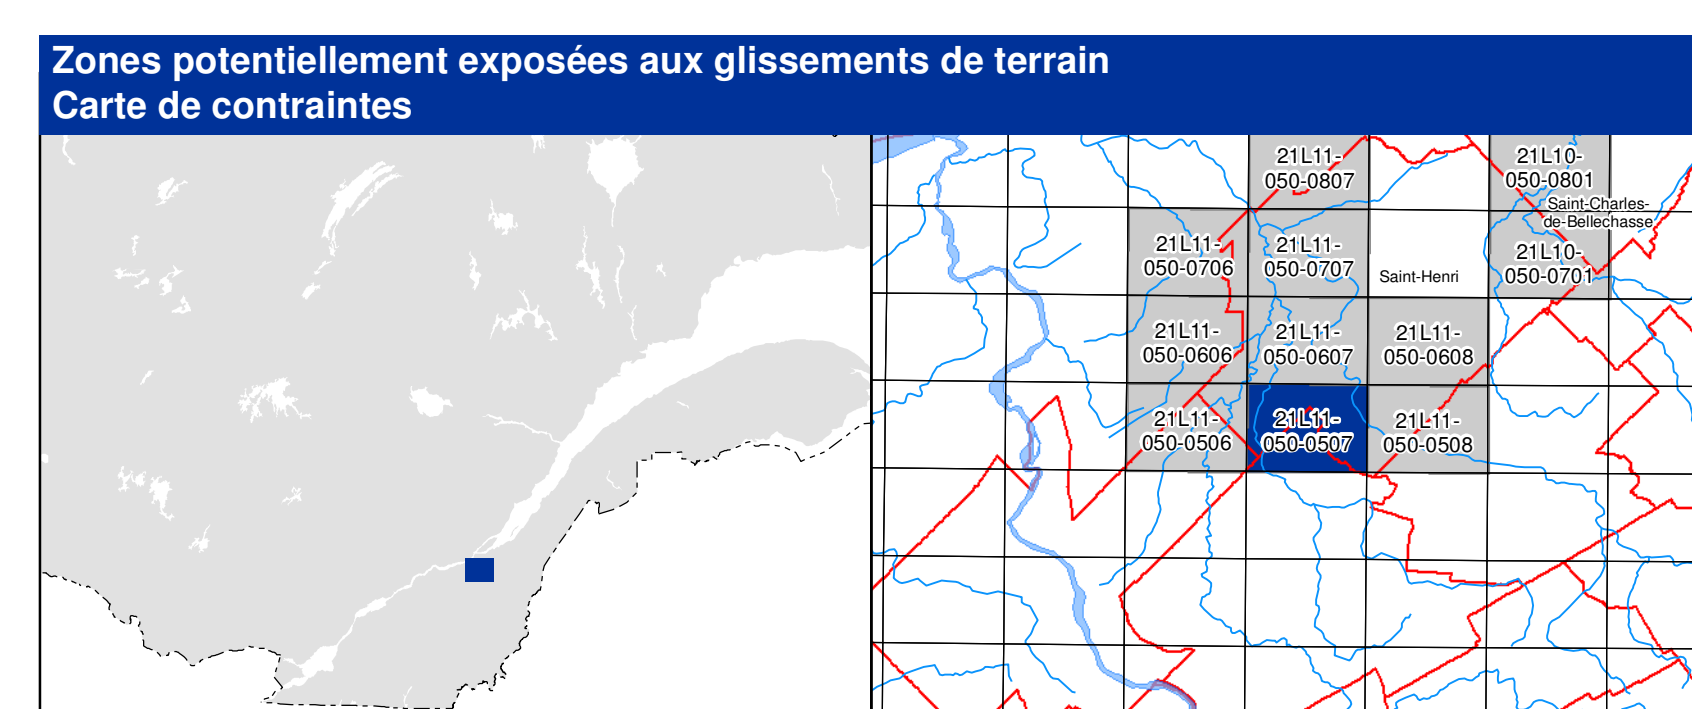 Zones potentiellement exposées aux glissements de terrain
Carte de contraintes
21L11-
050-0807
21L10-
050-0801
Saint-Charles-
de-Bellechasse
21L11-
050-0706
21L11-
050-0707
Saint-Henri
21L10-
050-0701
21L11-
050-0606
21L11-
050-0607
21L11-
050-0608
21L11-
050-0506
21L11-
050-0507
21L11-
050-0508